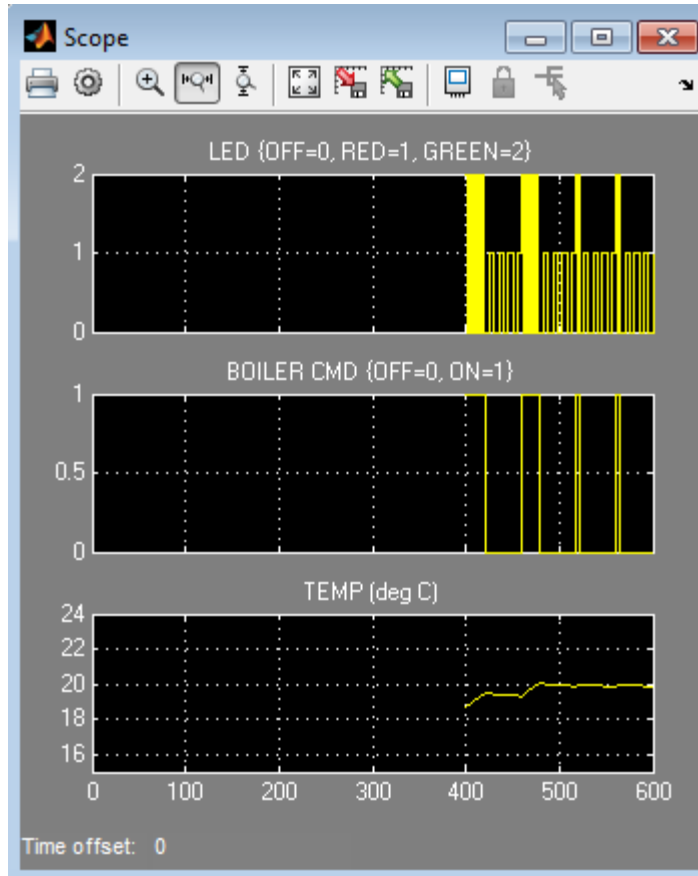 Scope
LED {OFF=0, RED=1, GREEN=2}
2
1
0
BOILER CMD {OFF=0, ON=1}
1
0.5
0
TEMP (deg C)
24
22
20
18
16
0 100 200 300 400 500 600
Time offset: 0